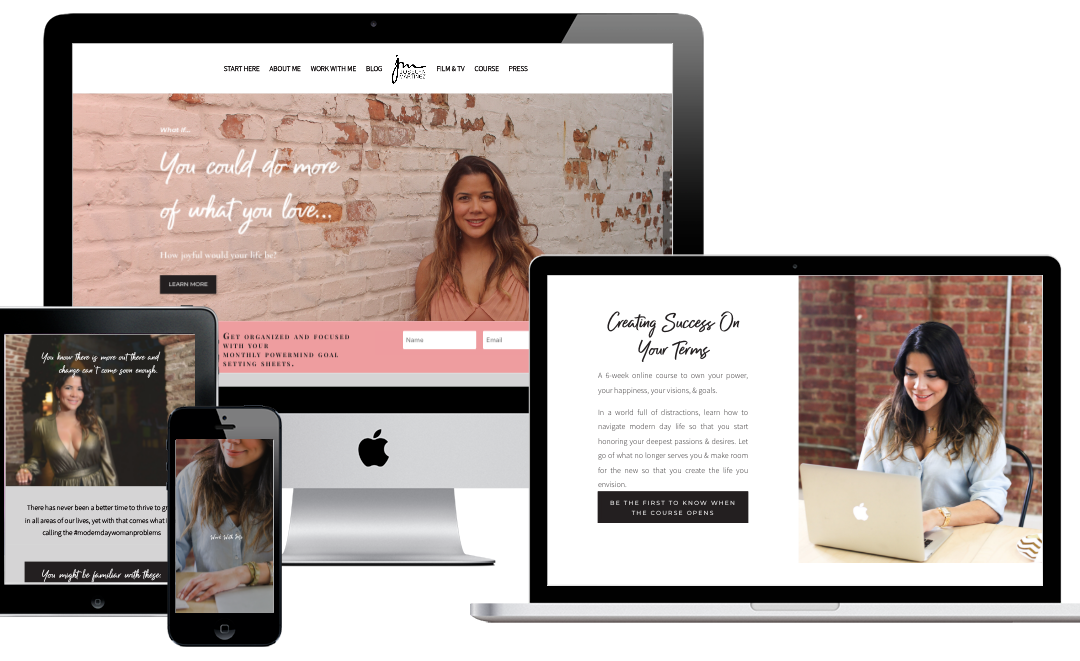 START HERE ABOUT ME WORK WITH ME BLOG
jm
MARTINEZ
FILM & TV COURSE PRESS
What if...
You could do more
of what you love...
How joyful would your life be?
LEARN MORE
GET ORGANIZED AND FOCUSED
WITH YOUR
MONTHLY POWERMIND GOAL
SETTING SHEETS.
Name
Email
You know there is more out there and
change can't come soon enough.
There has never been a better time to thrive to
in all areas of our lives, yet with that comes what
calling the #moderndaywomanproblems
You might be familiar with these:
Work With Me
Creating Success On
Your Terms
A 6-week online course to own your power,
your happiness, your visions, & goals.
In a world full of distractions, learn how to
navigate modern day life so that you start
honoring your deepest passions & desires. Let
go of what no longer serves you & make room
for the new so that you create the life you
envision.
BE THE FIRST TO KNOW WHEN
THE COURSE OPENS